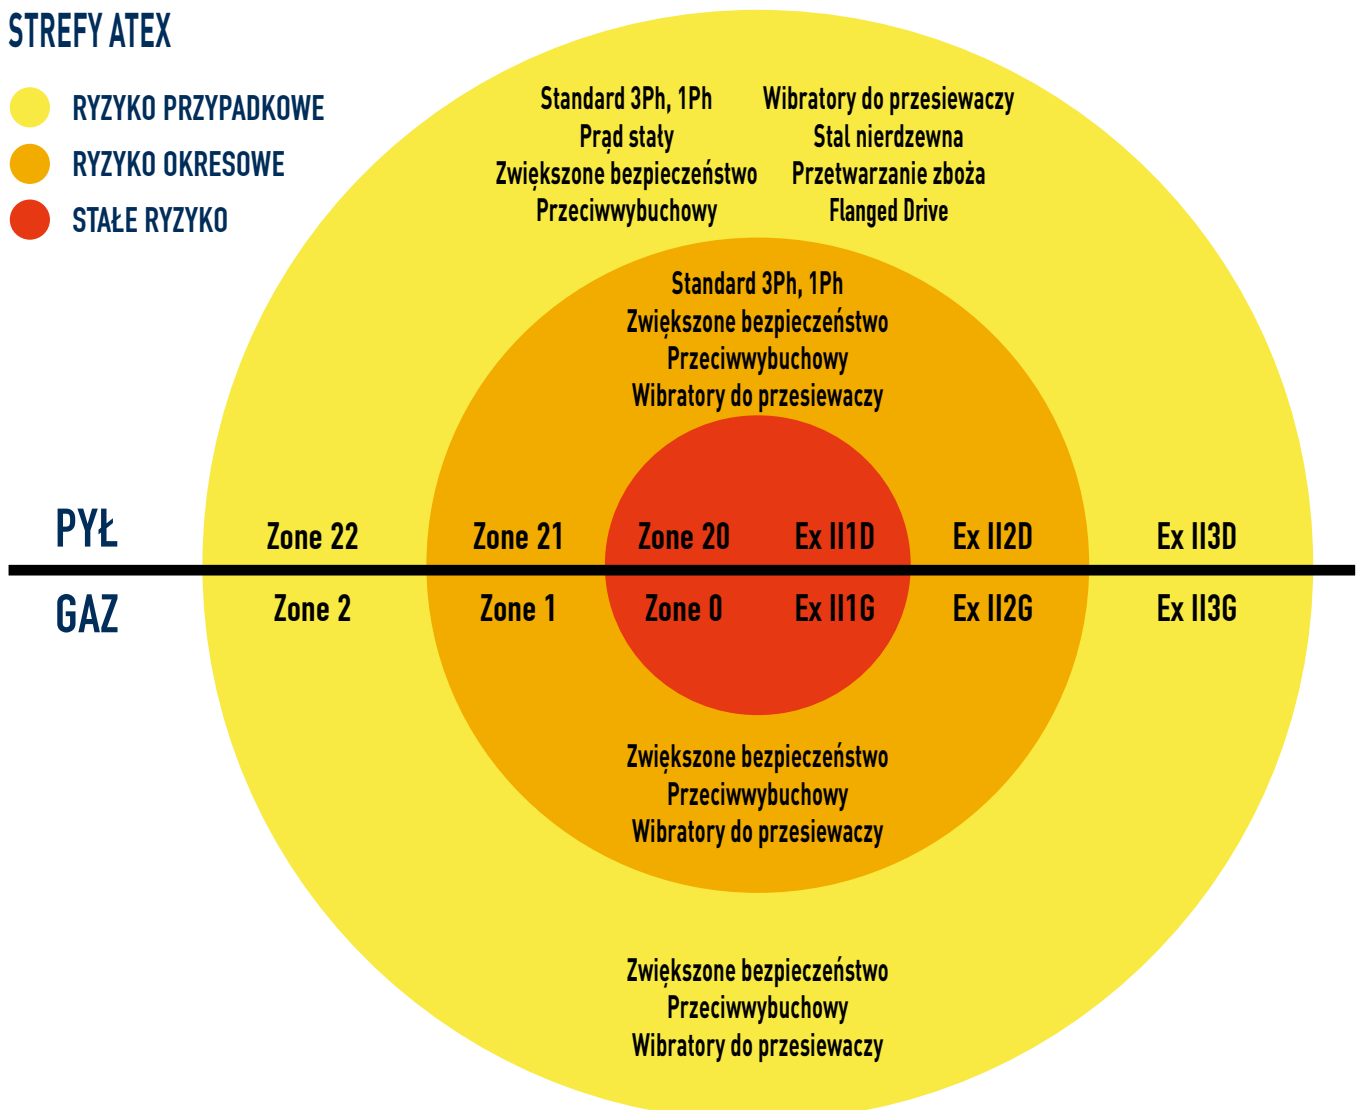 STREFY ATEX
RYZYKO PRZYPADKOWE
RYZYKO OKRESOWE
STAŁE RYZYKO
Standard 3Ph, 1Ph
Prąd stały
Zwiększone bezpieczeństwo
Przeciwwybuchowy
Wibratory do przesiewaczy
Stal nierdzewna
Przetwarzanie zboża
Flanged Drive
Standard 3Ph, 1Ph
Zwiększone bezpieczeństwo
Przeciwwybuchowy
Wibratory do przesiewaczy
PYŁ Zone 22 Zone 21 Zone 20 Ex II1D Ex II2D Ex II3D
GAZ Zone 2 Zone 1 Zone 0 Ex II1G Ex II2G Ex II3G
Zwiększone bezpieczeństwo
Przeciwwybuchowy
Wibratory do przesiewaczy
Zwiększone bezpieczeństwo
Przeciwwybuchowy
Wibratory do przesiewaczy